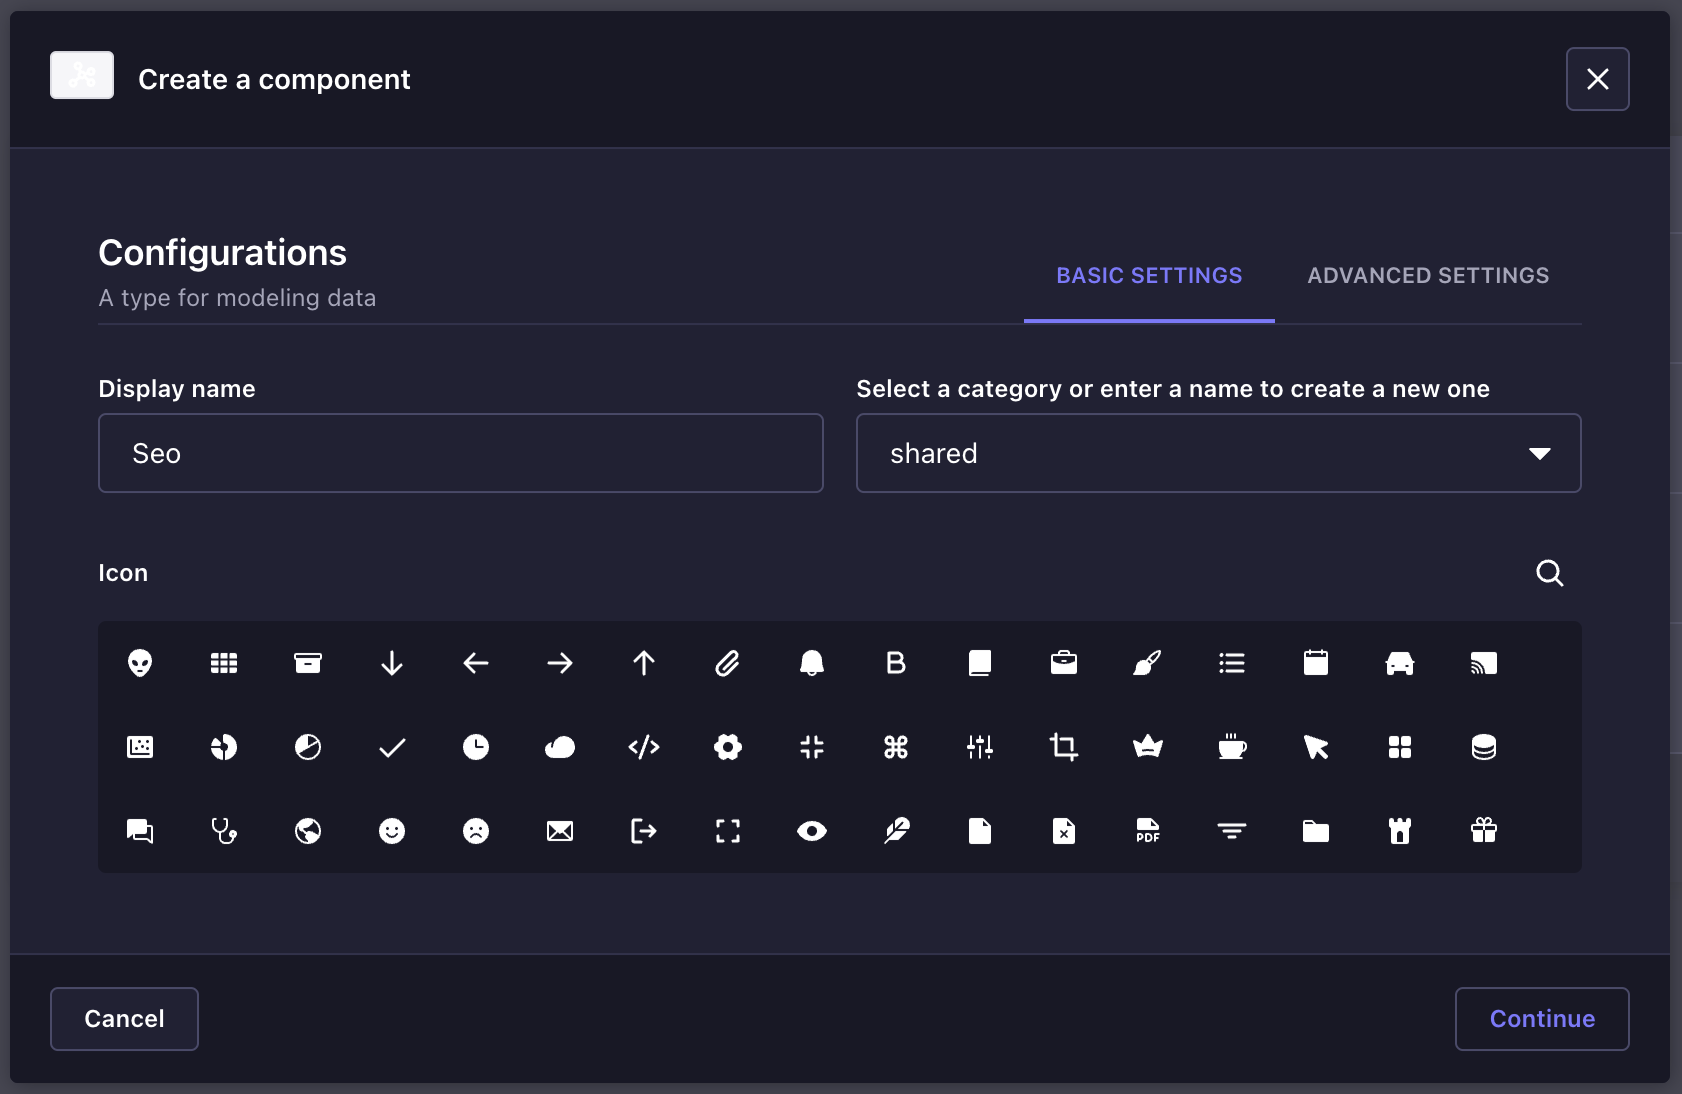 Create a component
Configurations
A type for modeling data
BASIC SETTINGS
ADVANCED SETTINGS
Display name
Select a category or enter a name to create a new one
Seo
shared
Icon
PDF
Cancel
Continue